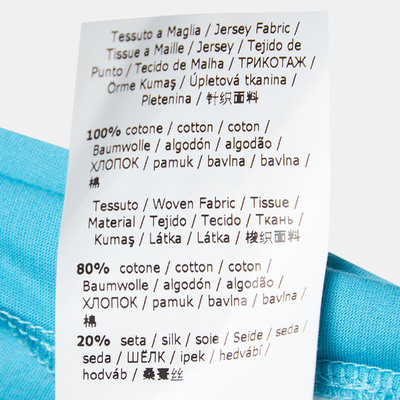 Tessuto a Maglia / Jersey Fabric /
Tissue a Maille / Jersey / Tejido de
Punto / Tecido de Malha / ТРИКОТАЖ /
Örme Kumaş / Úpletová tkanina /
Pletenina / 针织面料
100% cotone / cotton / coton /
Baumwolle / algodón / algodão /
ХЛОПОК / pamuk / bavlna / bavlna /
棉
Tessuto / Woven Fabric / Tissue /
Material / Tejido / Tecido / Ткань /
Kumaş / Látka / Látka / 梭织面料
80% cotone / cotton / coton /
Baumwolle / algodón / algodão /
ХЛОПОК / pamuk / bavlna / bavlna /
棉
20% seta / silk / soie / Seide / seda /
seda / ШЁЛК / ipek / hedvábí /
hodváb / 桑蚕丝